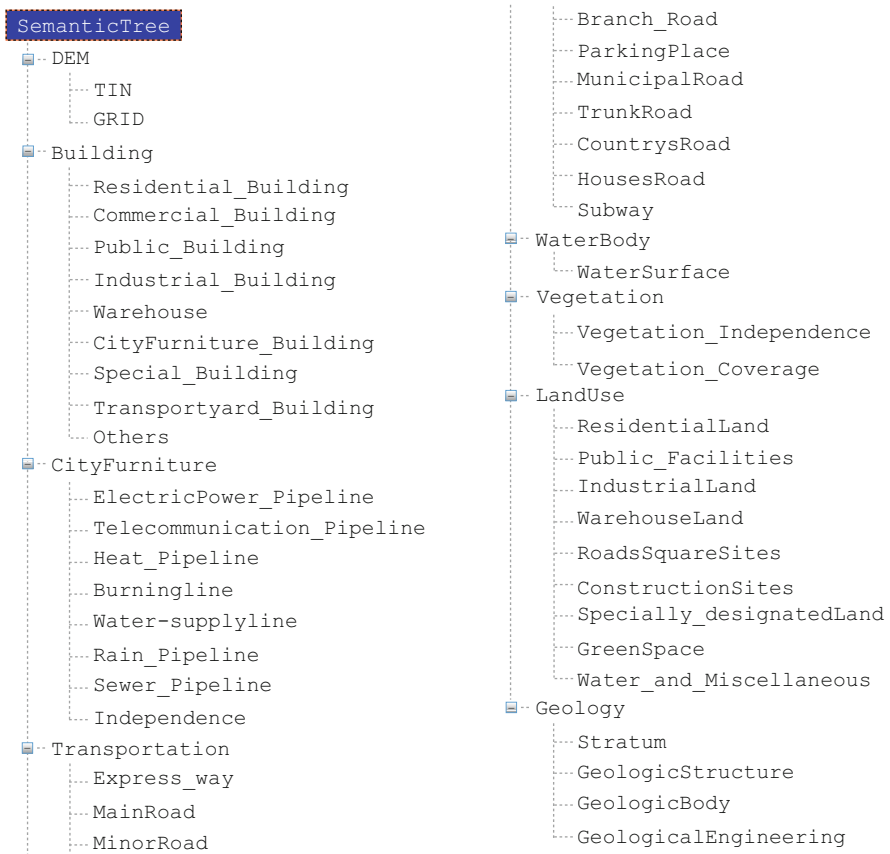 SemanticTree
DEM
TIN
GRID
Building
Residential_Building
Commercial_Building
Public_Building
Industrial_Building
Warehouse
CityFurniture_Building
Special_Building
Transportyard_Building
Others
CityFurniture
ElectricPower_Pipeline
Telecommunication_Pipeline
Heat_Pipeline
Burningline
Water-supplyline
Rain_Pipeline
Sewer_Pipeline
Independence
Transportation
Express_way
MainRoad
MinorRoad
Branch_Road
ParkingPlace
MunicipalRoad
TrunkRoad
CountrysRoad
HousesRoad
Subway
WaterBody
WaterSurface
Vegetation
Vegetation_Independence
Vegetation_Coverage
LandUse
ResidentialLand
Public_Facilities
IndustrialLand
WarehouseLand
RoadsSquareSites
ConstructionSites
Specially_designatedLand
GreenSpace
Water_and_Miscellaneous
Geology
Stratum
GeologicStructure
GeologicBody
GeologicalEngineering